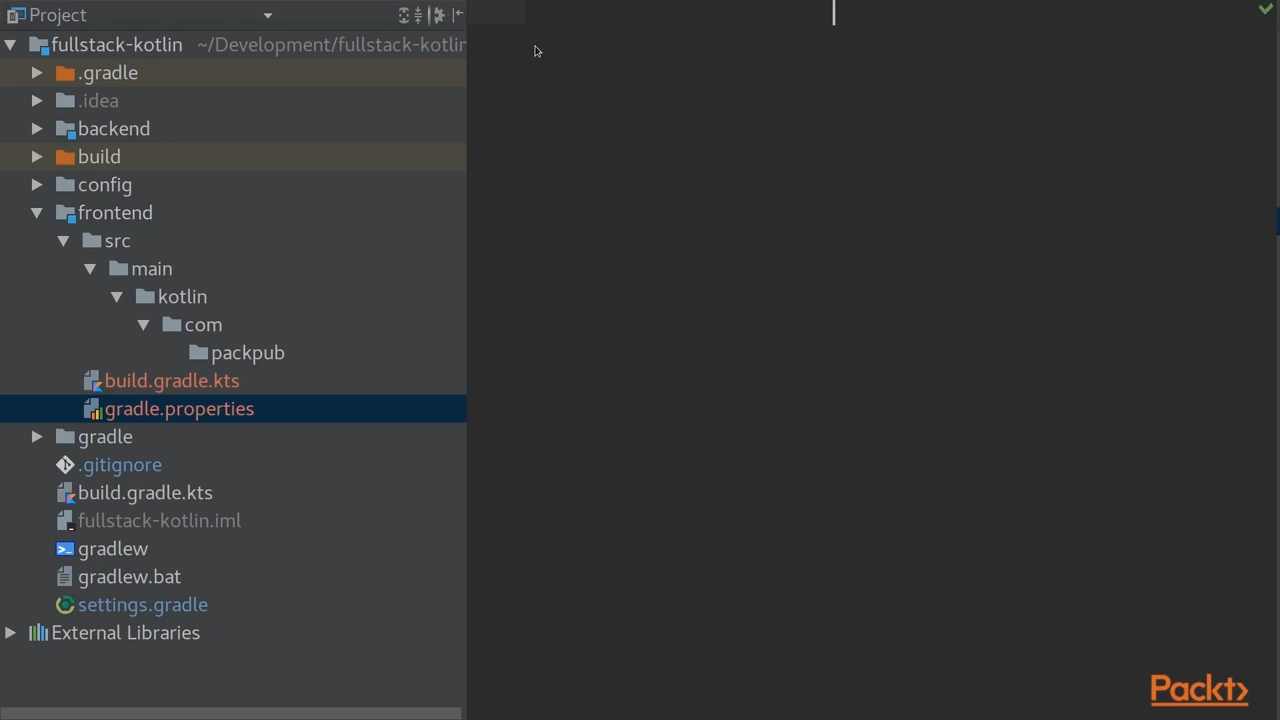 Project
fullstack-kotlin ~/Development/fullstack-kotlin
.gradle
.idea
backend
build
config
frontend
src
main
kotlin
com
packpub
build.gradle.kts
gradle.properties
gradle
.gitignore
build.gradle.kts
fullstack-kotlin.iml
gradlew
gradlew.bat
settings.gradle
External Libraries
Packt>